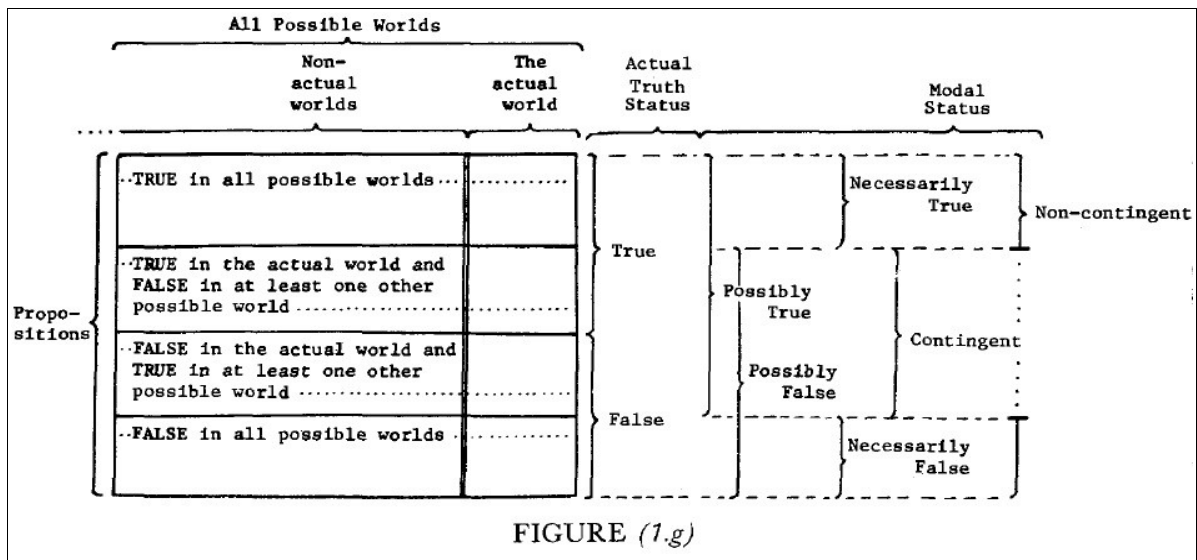 All Possible Worlds
Non-
actual
worlds
The
actual
world
Actual
Truth
Status
Modal
Status
Propo-
sitions
TRUE in all possible worlds
TRUE in the actual world and
FALSE in at least one other
possible world
FALSE in the actual world and
TRUE in at least one other
possible world
FALSE in all possible worlds
True
False
Possibly
True
Possibly
False
Necessarily
True
Contingent
Necessarily
False
Non-contingent
FIGURE (1.g)